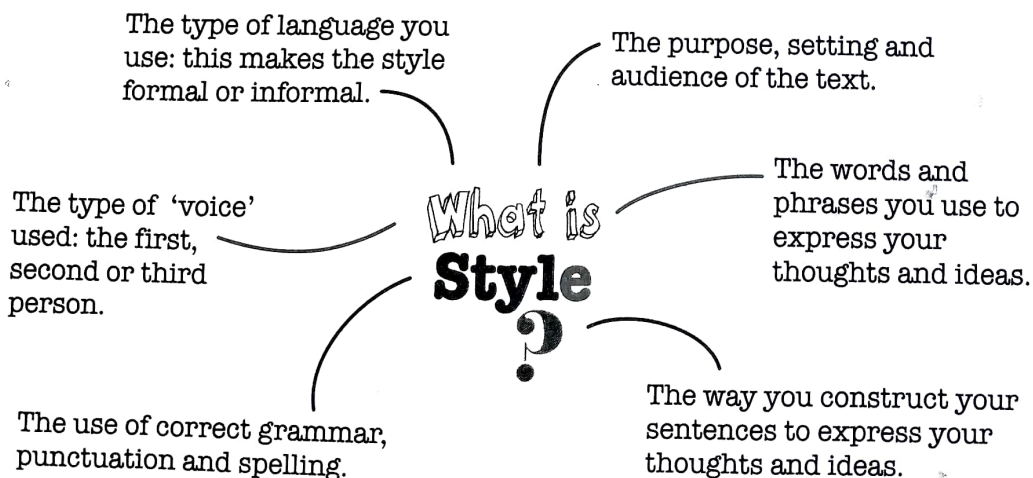 The type of language you
use: this makes the style
formal or informal.
The purpose, setting and
audience of the text.
The type of ‘voice’
used: the first,
second or third
person.
What is
Style
?
The words and
phrases you use to
express your
thoughts and ideas.
The use of correct grammar,
punctuation and spelling.
The way you construct your
sentences to express your
thoughts and ideas.